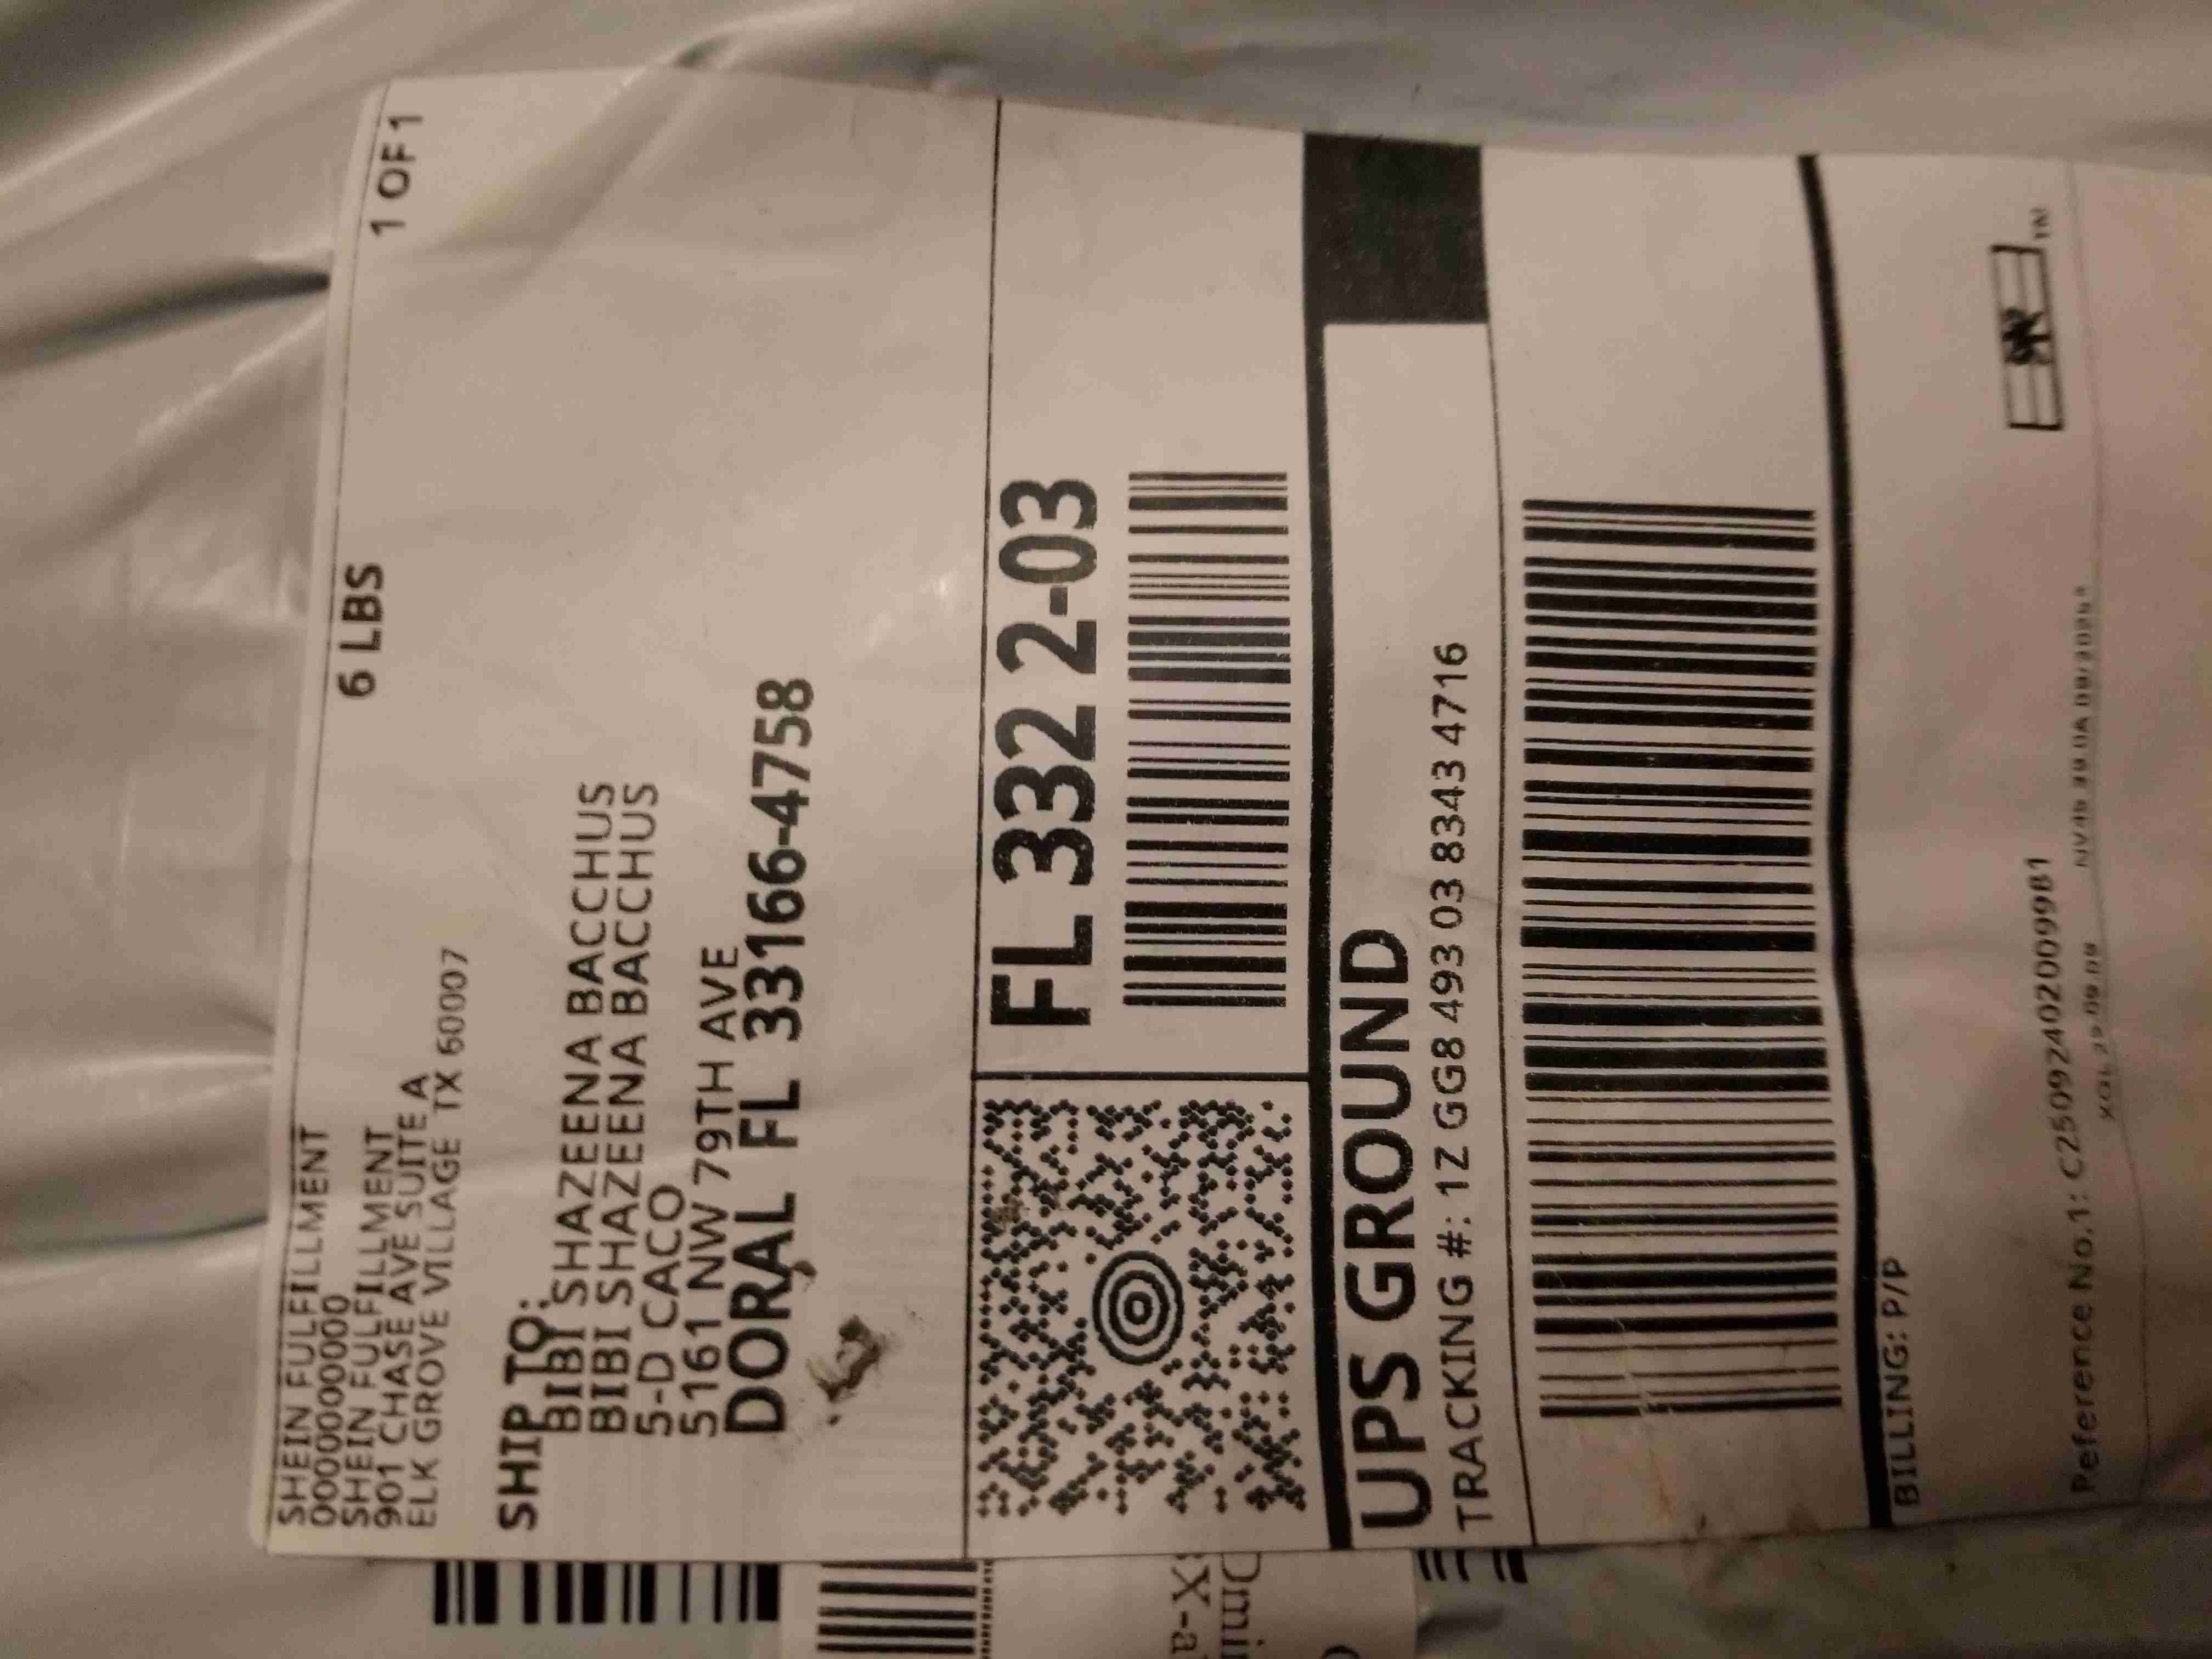 SHEIN FULFILLMENT
0000000000
SHEIN FULFILLMENT
901 CHASE AVE SUITE A
ELK GROVE VILLAGE TX 60007
6 LBS
1 OF 1
SHIP TO:
BIBI SHAZEENA BACCHUS
BIBI SHAZEENA BACCHUS
5-D CACO
5161 NW 79TH AVE
DORAL FL 33166-4758
FL 332 2-03
UPS GROUND
TRACKING #: 1Z GG8 493 03 8343 4716
BILLING: P/P
Reference No.1: C25092402009981
TM
X-a